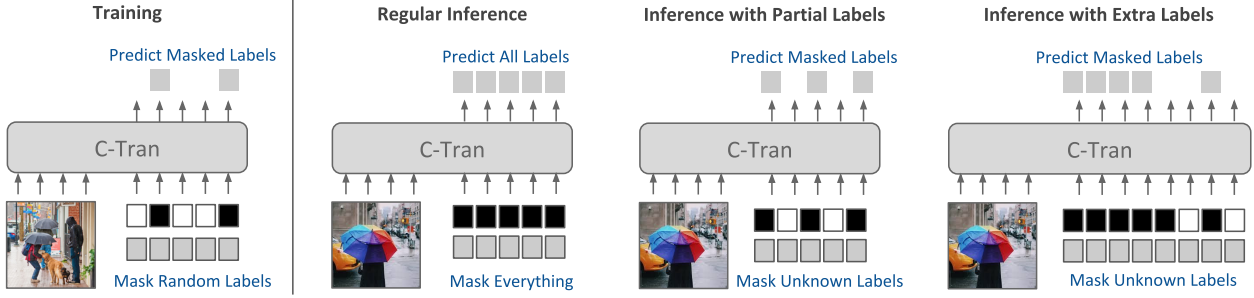 Training
Regular Inference
Inference with Partial Labels
Inference with Extra Labels
Predict Masked Labels
Predict All Labels
Predict Masked Labels
Predict Masked Labels
C-Tran
C-Tran
C-Tran
C-Tran
Mask Random Labels
Mask Everything
Mask Unknown Labels
Mask Unknown Labels